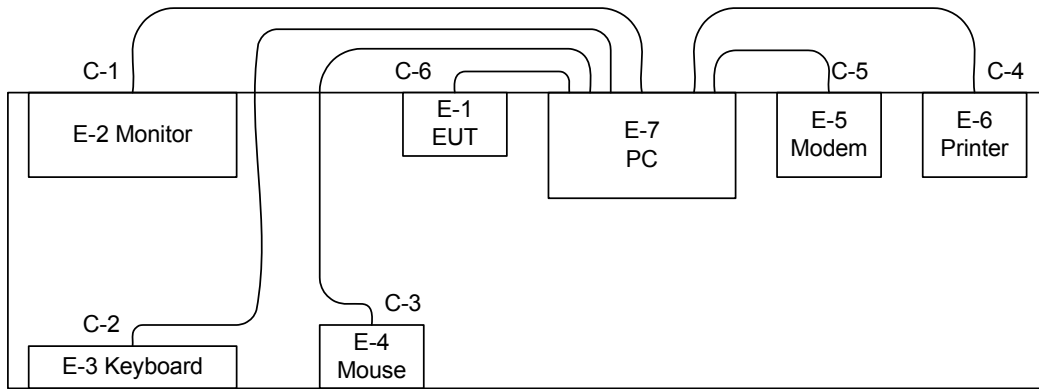 C-1
C-6
C-5
C-4
E-2 Monitor
E-1
EUT
E-7
PC
E-5
Modem
E-6
Printer
C-2
C-3
E-3 Keyboard
E-4
Mouse